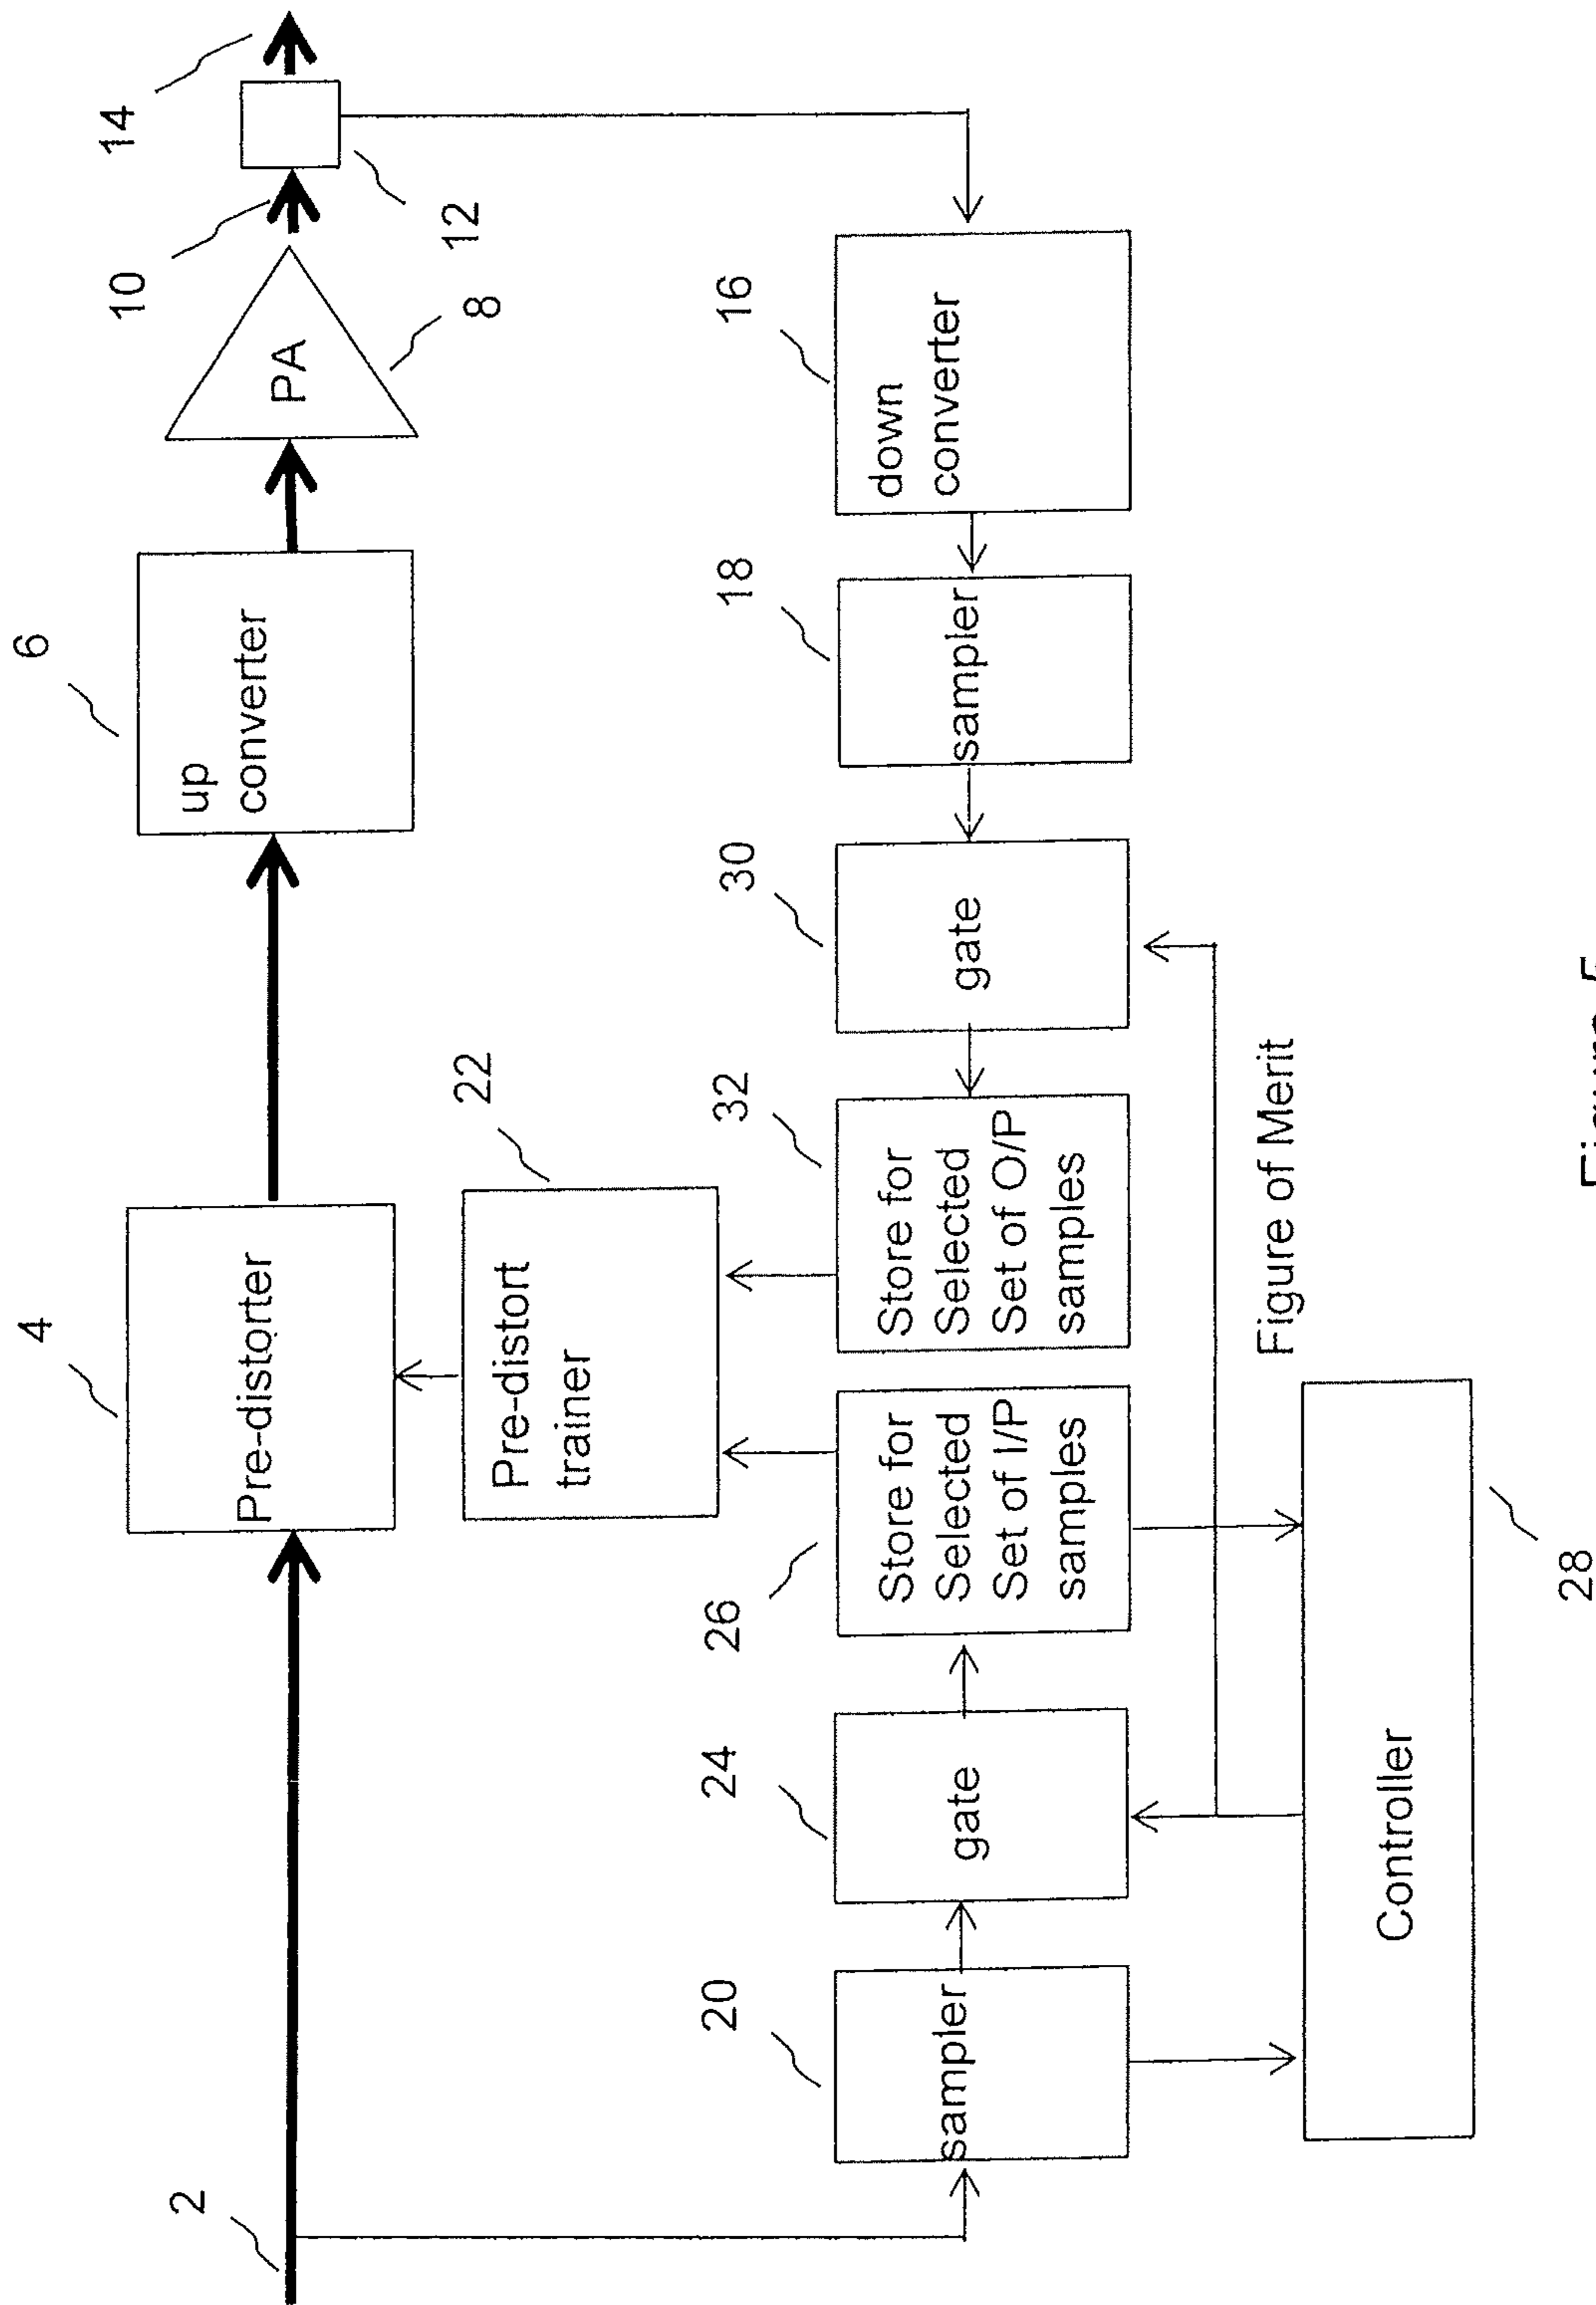 14
10
12
PA
8
6
up
converter
16
down
converter
18
sampler
30
gate
4
Pre-distorter
22
Pre-distort
trainer
32
Store for
Selected
Set of O/P
samples
26
Store for
Selected
Set of I/P
samples
24
gate
20
sampler
2
Figure of Merit
Controller
28